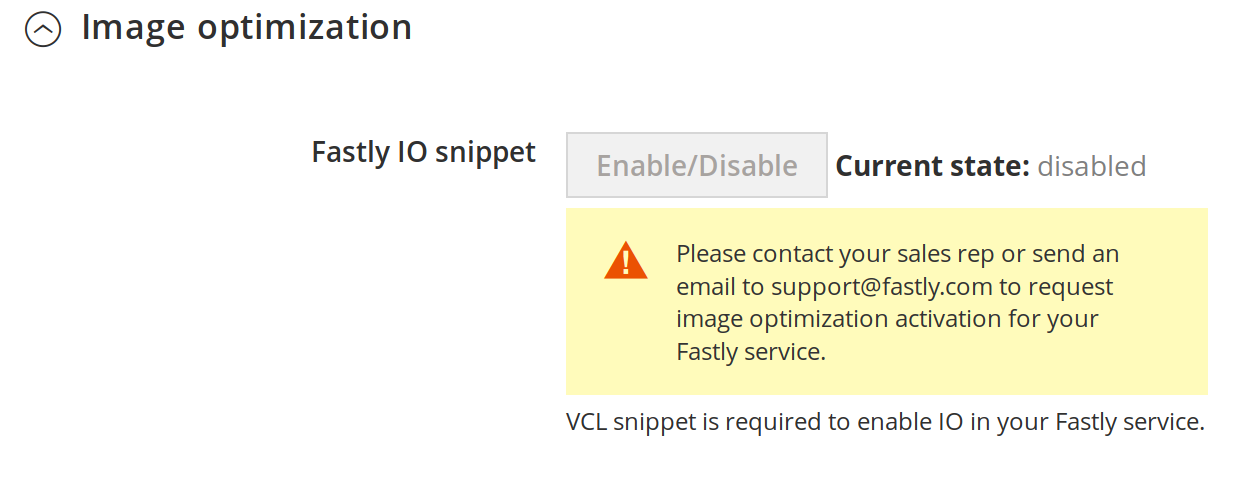 Image optimization
Fastly IO snippet
Enable/Disable
Current state: disabled
Please contact your sales rep or send an
email to support@fastly.com to request
image optimization activation for your
Fastly service.
VCL snippet is required to enable IO in your Fastly service.